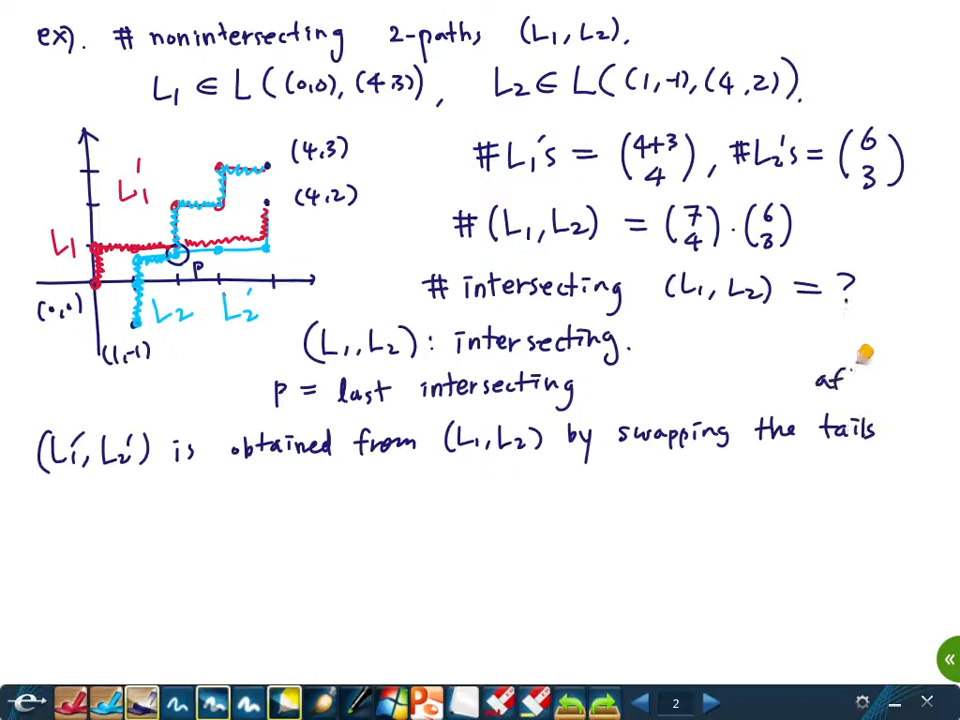 ex). # nonintersecting 2-paths (L₁, L₂).
L₁ ∈ L((0,0), (4,3)), L₂ ∈ L((1,-1), (4,2)).
#L₁'s = (4+3 4), #L₂'s = (6 3)
#(L₁, L₂) = (7 4) · (6 3)
# intersecting (L₁, L₂) = ?
(L₁, L₂) : intersecting.
p = last intersecting
af
(L₁', L₂') is obtained from (L₁, L₂) by swapping the tails
(4,3)
(4,2)
L₁'
L₁
p
(0,0)
L₂ L₂'
(1,-1)
2